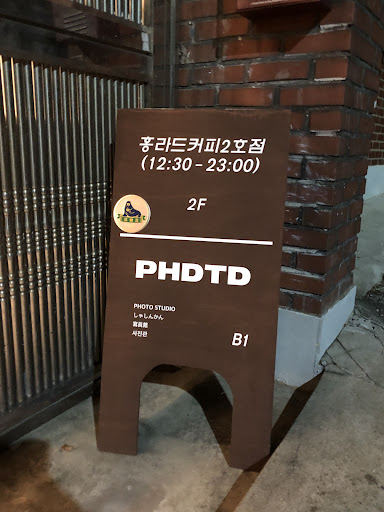 홍라드커피2호점
(12:30 - 23:00)
2F
PHDTD
PHOTO STUDIO
しゃしんかん
寫眞館
사진관
B1